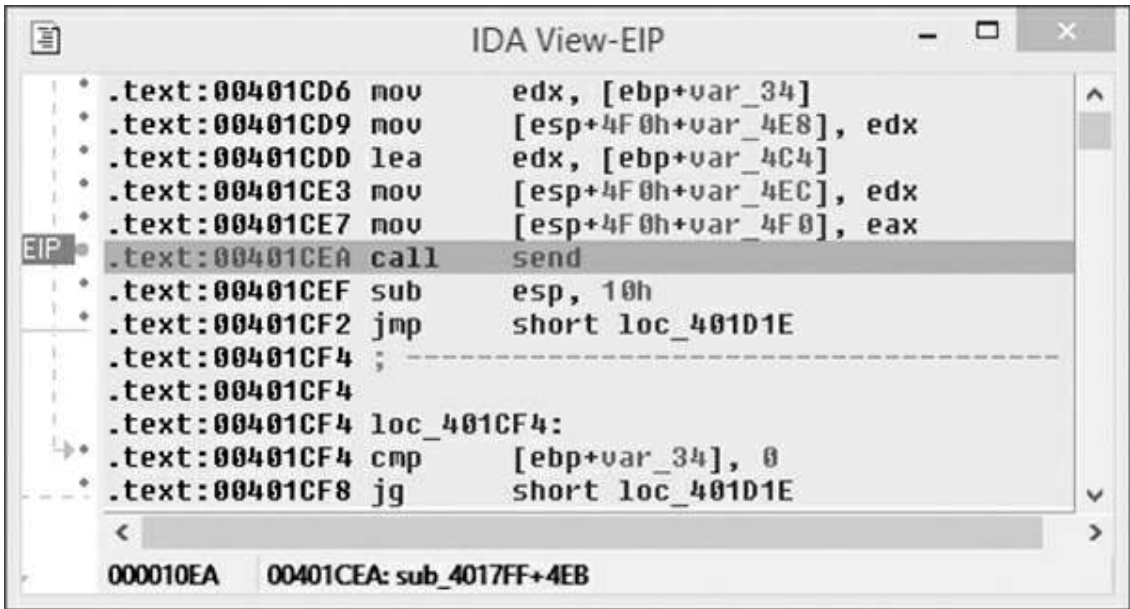 IDA View-EIP
.text:00401CD6 mov edx, [ebp+var_34]
.text:00401CD9 mov [esp+4F0h+var_4E8], edx
.text:00401CDD lea edx, [ebp+var_4C4]
.text:00401CE3 mov [esp+4F0h+var_4EC], edx
.text:00401CE7 mov [esp+4F0h+var_4F0], eax
EIP .text:00401CEA call send
.text:00401CEF sub esp, 10h
.text:00401CF2 jmp short loc_401D1E
.text:00401CF4 ; -------------------------------------
.text:00401CF4
.text:00401CF4 loc_401CF4:
.text:00401CF4 cmp [ebp+var_34], 0
.text:00401CF8 jg short loc_401D1E
000010EA 00401CEA: sub_4017FF+4EB